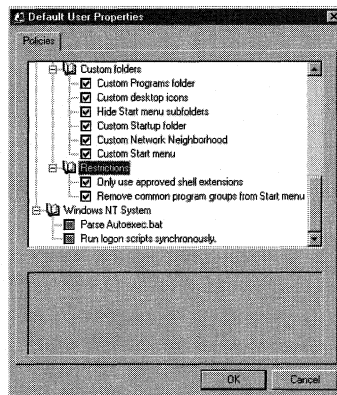 Default User Properties
Policies
Custom folders
Custom Programs folder
Custom desktop icons
Hide Start menu subfolders
Custom Startup folder
Custom Network Neighborhood
Custom Start menu
Restrictions
Only use approved shell extensions
Remove common program groups from Start menu
Windows NT System
Parse Autoexec.bat
Run logon scripts synchronously.
OK
Cancel